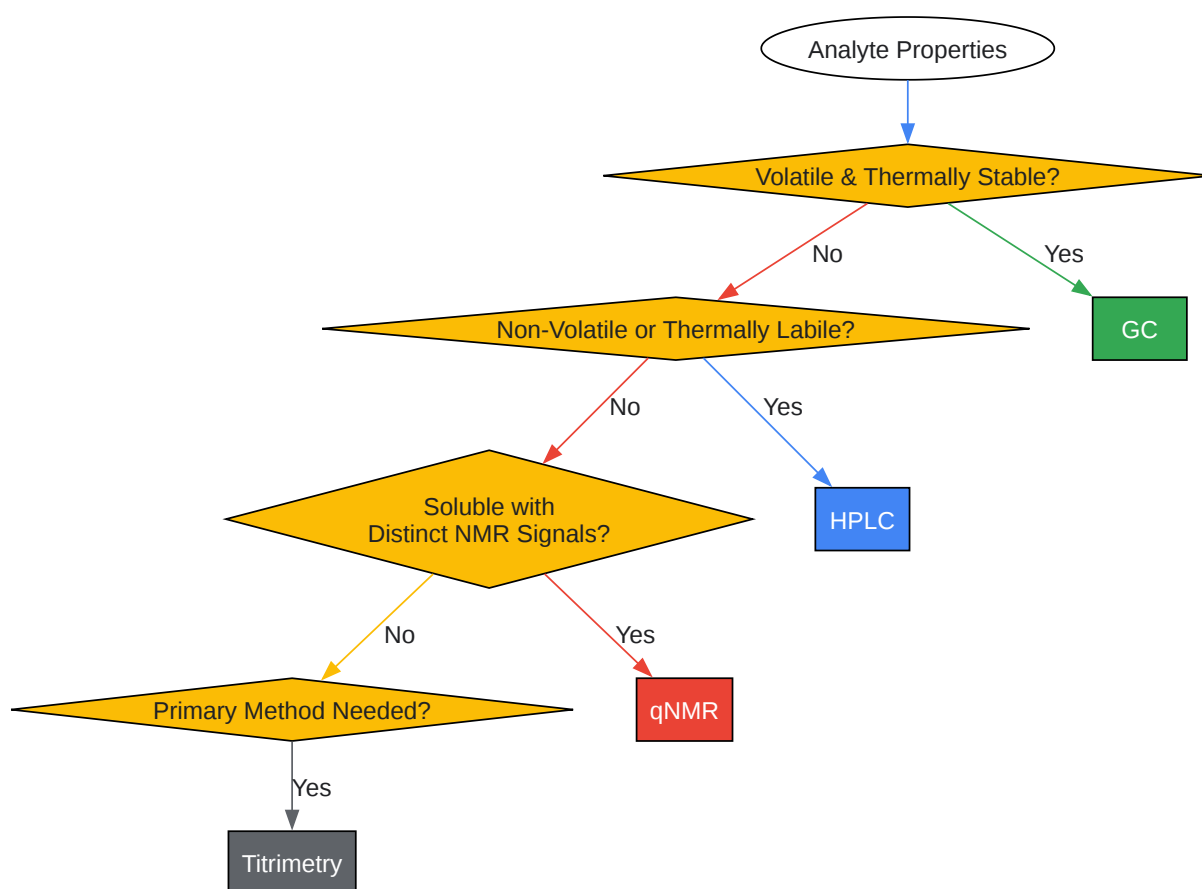 Analyte Properties
Volatile & Thermally Stable?
No
Yes
Non-Volatile or Thermally Labile?
GC
No
Yes
Soluble with
Distinct NMR Signals?
HPLC
No
Yes
Primary Method Needed?
qNMR
Yes
Titrimetry